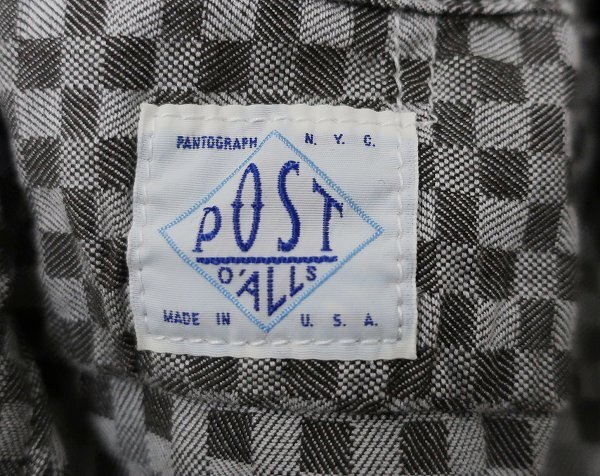 PANTOGRAPH N. Y. C.
POST
O'ALLS
MADE IN U. S. A.